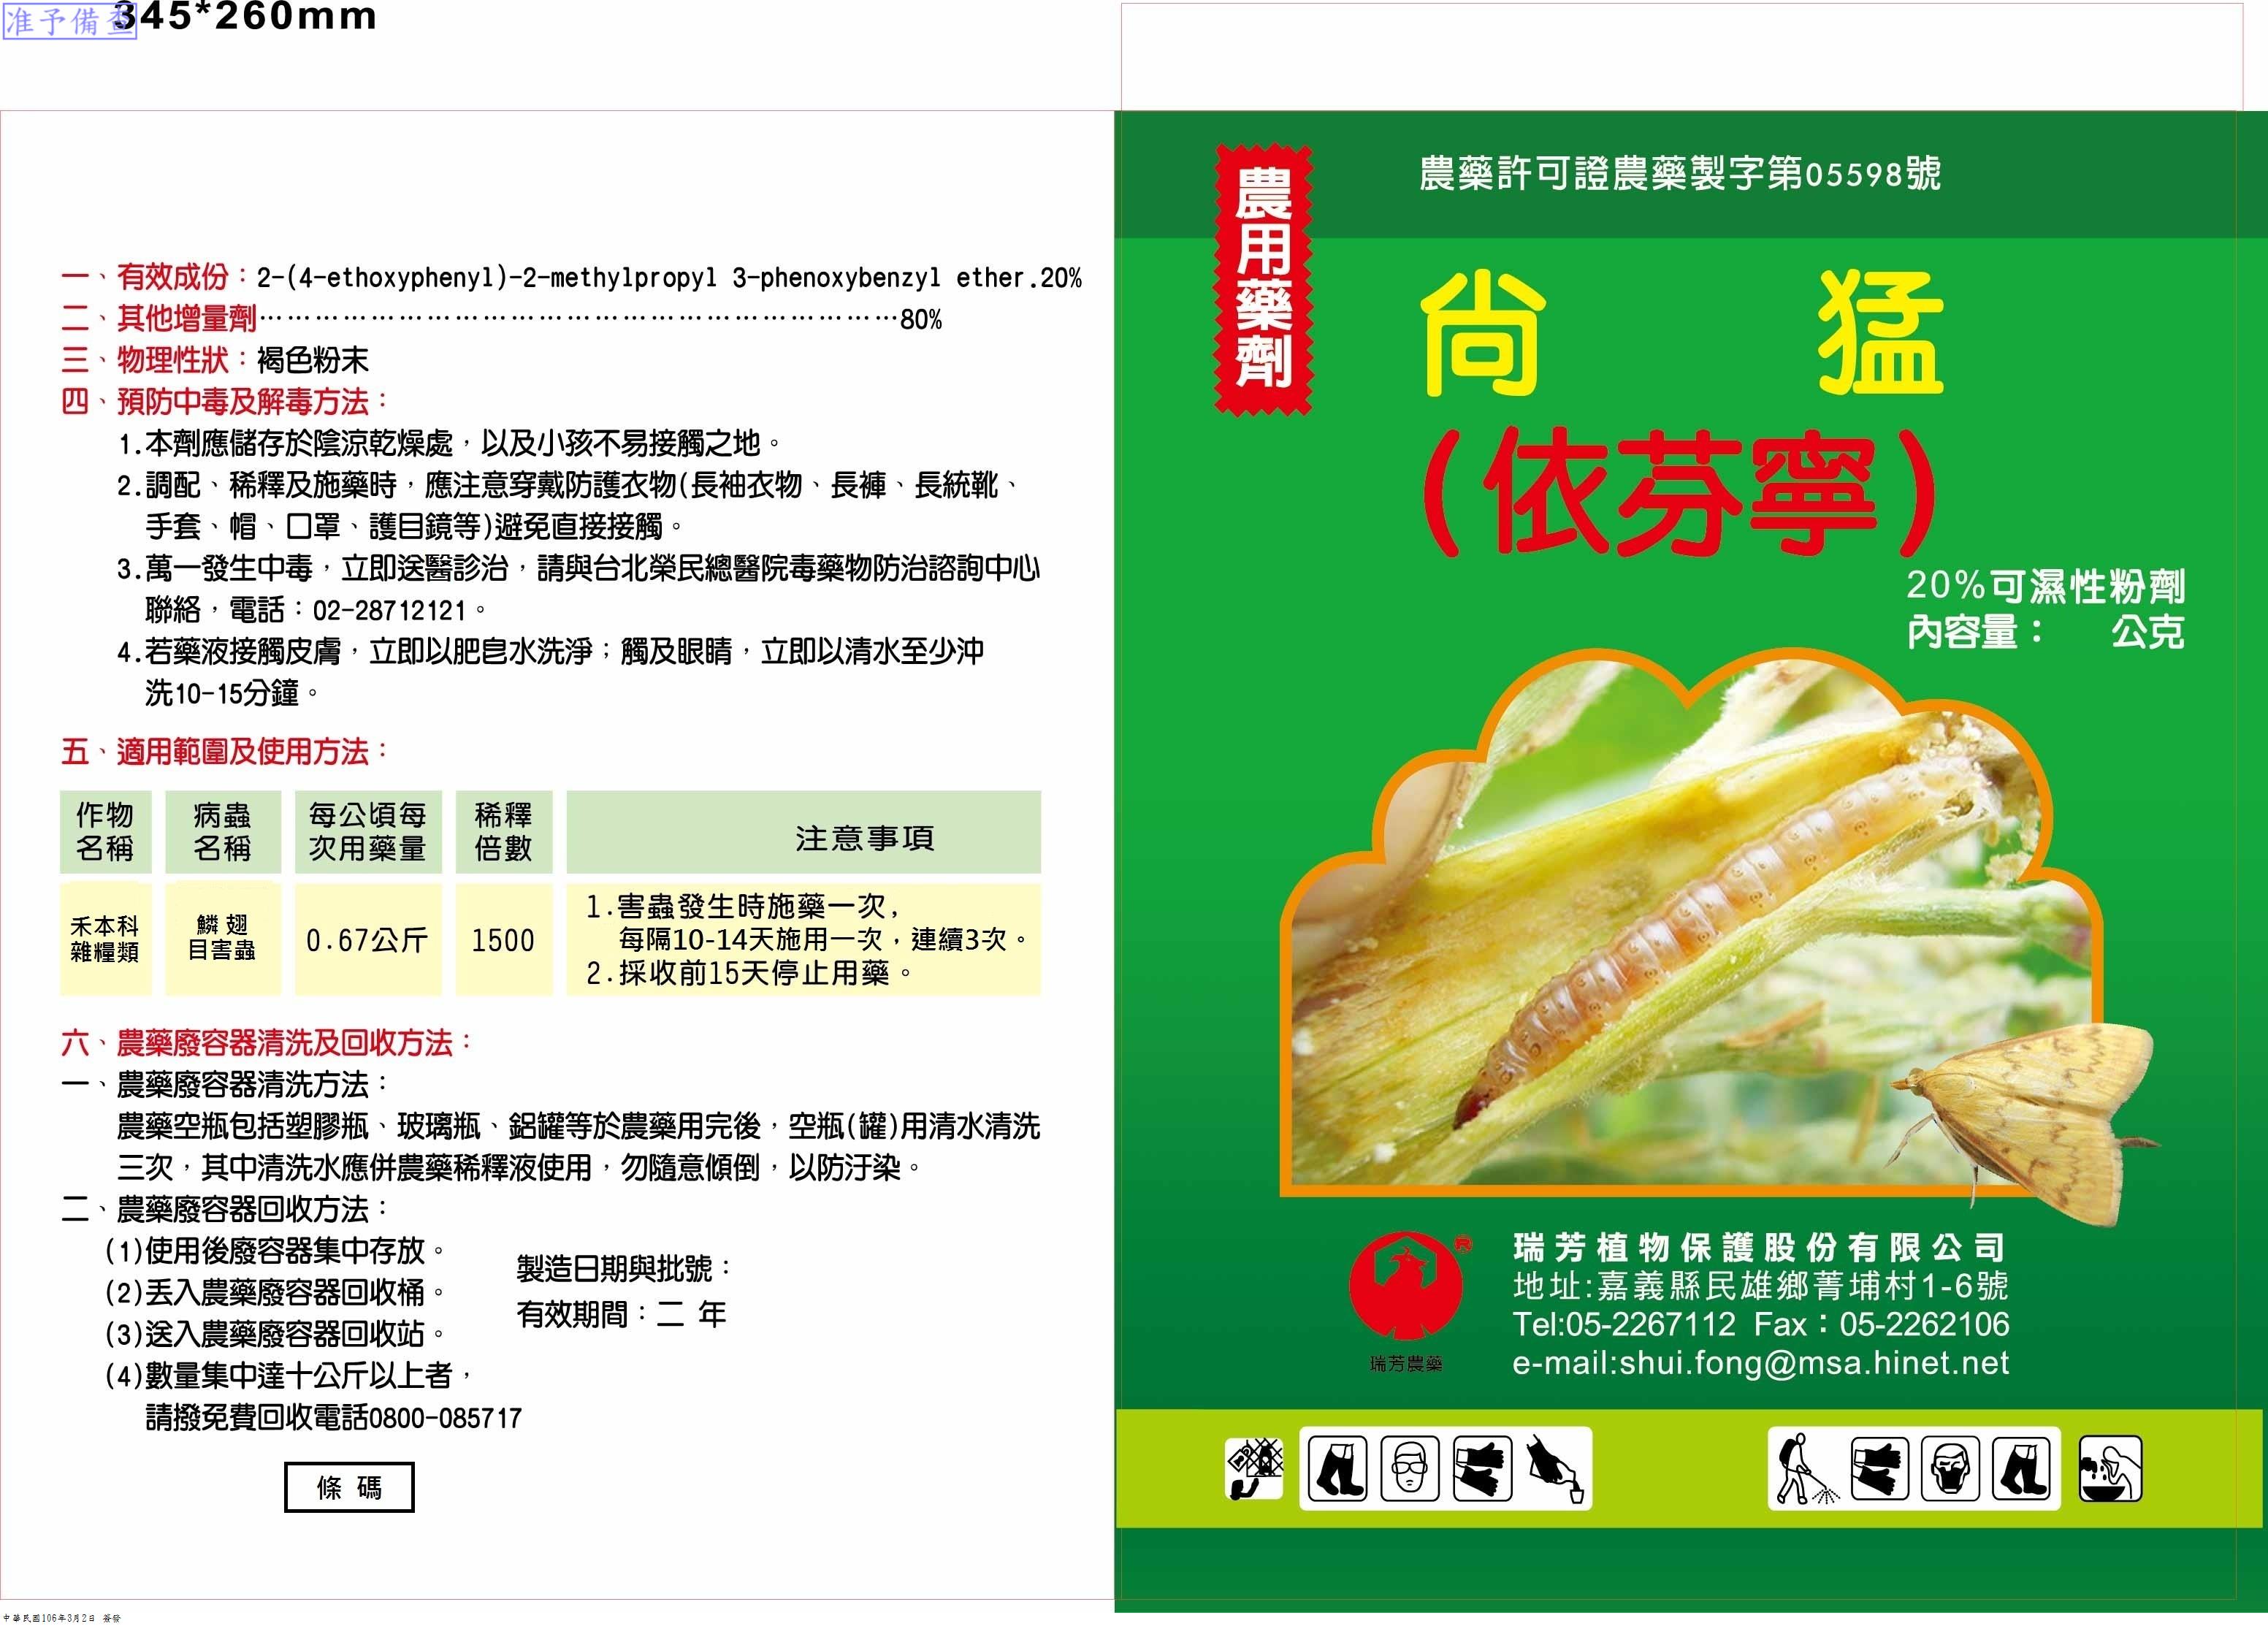 345*260mm
准予備查
一、有效成份：2-(4-ethoxyphenyl)-2-methylpropyl 3-phenoxybenzyl ether.20%
二、其他增量劑……………………………………………………………80%
三、物理性狀：褐色粉末
四、預防中毒及解毒方法：
1.本劑應儲存於陰涼乾燥處，以及小孩不易接觸之地。
2.調配、稀釋及施藥時，應注意穿戴防護衣物(長袖衣物、長褲、長統靴、
手套、帽、口罩、護目鏡等)避免直接接觸。
3.萬一發生中毒，立即送醫診治，請與台北榮民總醫院毒藥物防治諮詢中心
聯絡，電話：02-28712121。
4.若藥液接觸皮膚，立即以肥皂水洗淨；觸及眼睛，立即以清水至少沖
洗10-15分鐘。
五、適用範圍及使用方法：
作物名稱 病蟲名稱 每公頃每次用藥量 稀釋倍數 注意事項
禾本科雜糧類 鱗翅目害蟲 0.67公斤 1500
1.害蟲發生時施藥一次,
每隔10-14天施用一次，連續3次。
2.採收前15天停止用藥。
六、農藥廢容器清洗及回收方法：
一、農藥廢容器清洗方法：
農藥空瓶包括塑膠瓶、玻璃瓶、鋁罐等於農藥用完後，空瓶(罐)用清水清洗
三次，其中清洗水應併農藥稀釋液使用，勿隨意傾倒，以防汙染。
二、農藥廢容器回收方法：
(1)使用後廢容器集中存放。
(2)丟入農藥廢容器回收桶。
(3)送入農藥廢容器回收站。
(4)數量集中達十公斤以上者，
請撥免費回收電話0800-085717
製造日期與批號：
有效期間：二 年
條 碼
中華民國106年3月2日 簽發
農用藥劑
農藥許可證農藥製字第05598號
尚 猛
(依芬寧)
20%可濕性粉劑
內容量： 公克
R
瑞芳農藥
瑞芳植物保護股份有限公司
地址:嘉義縣民雄鄉菁埔村1-6號
Tel:05-2267112 Fax：05-2262106
e-mail:shui.fong@msa.hinet.net